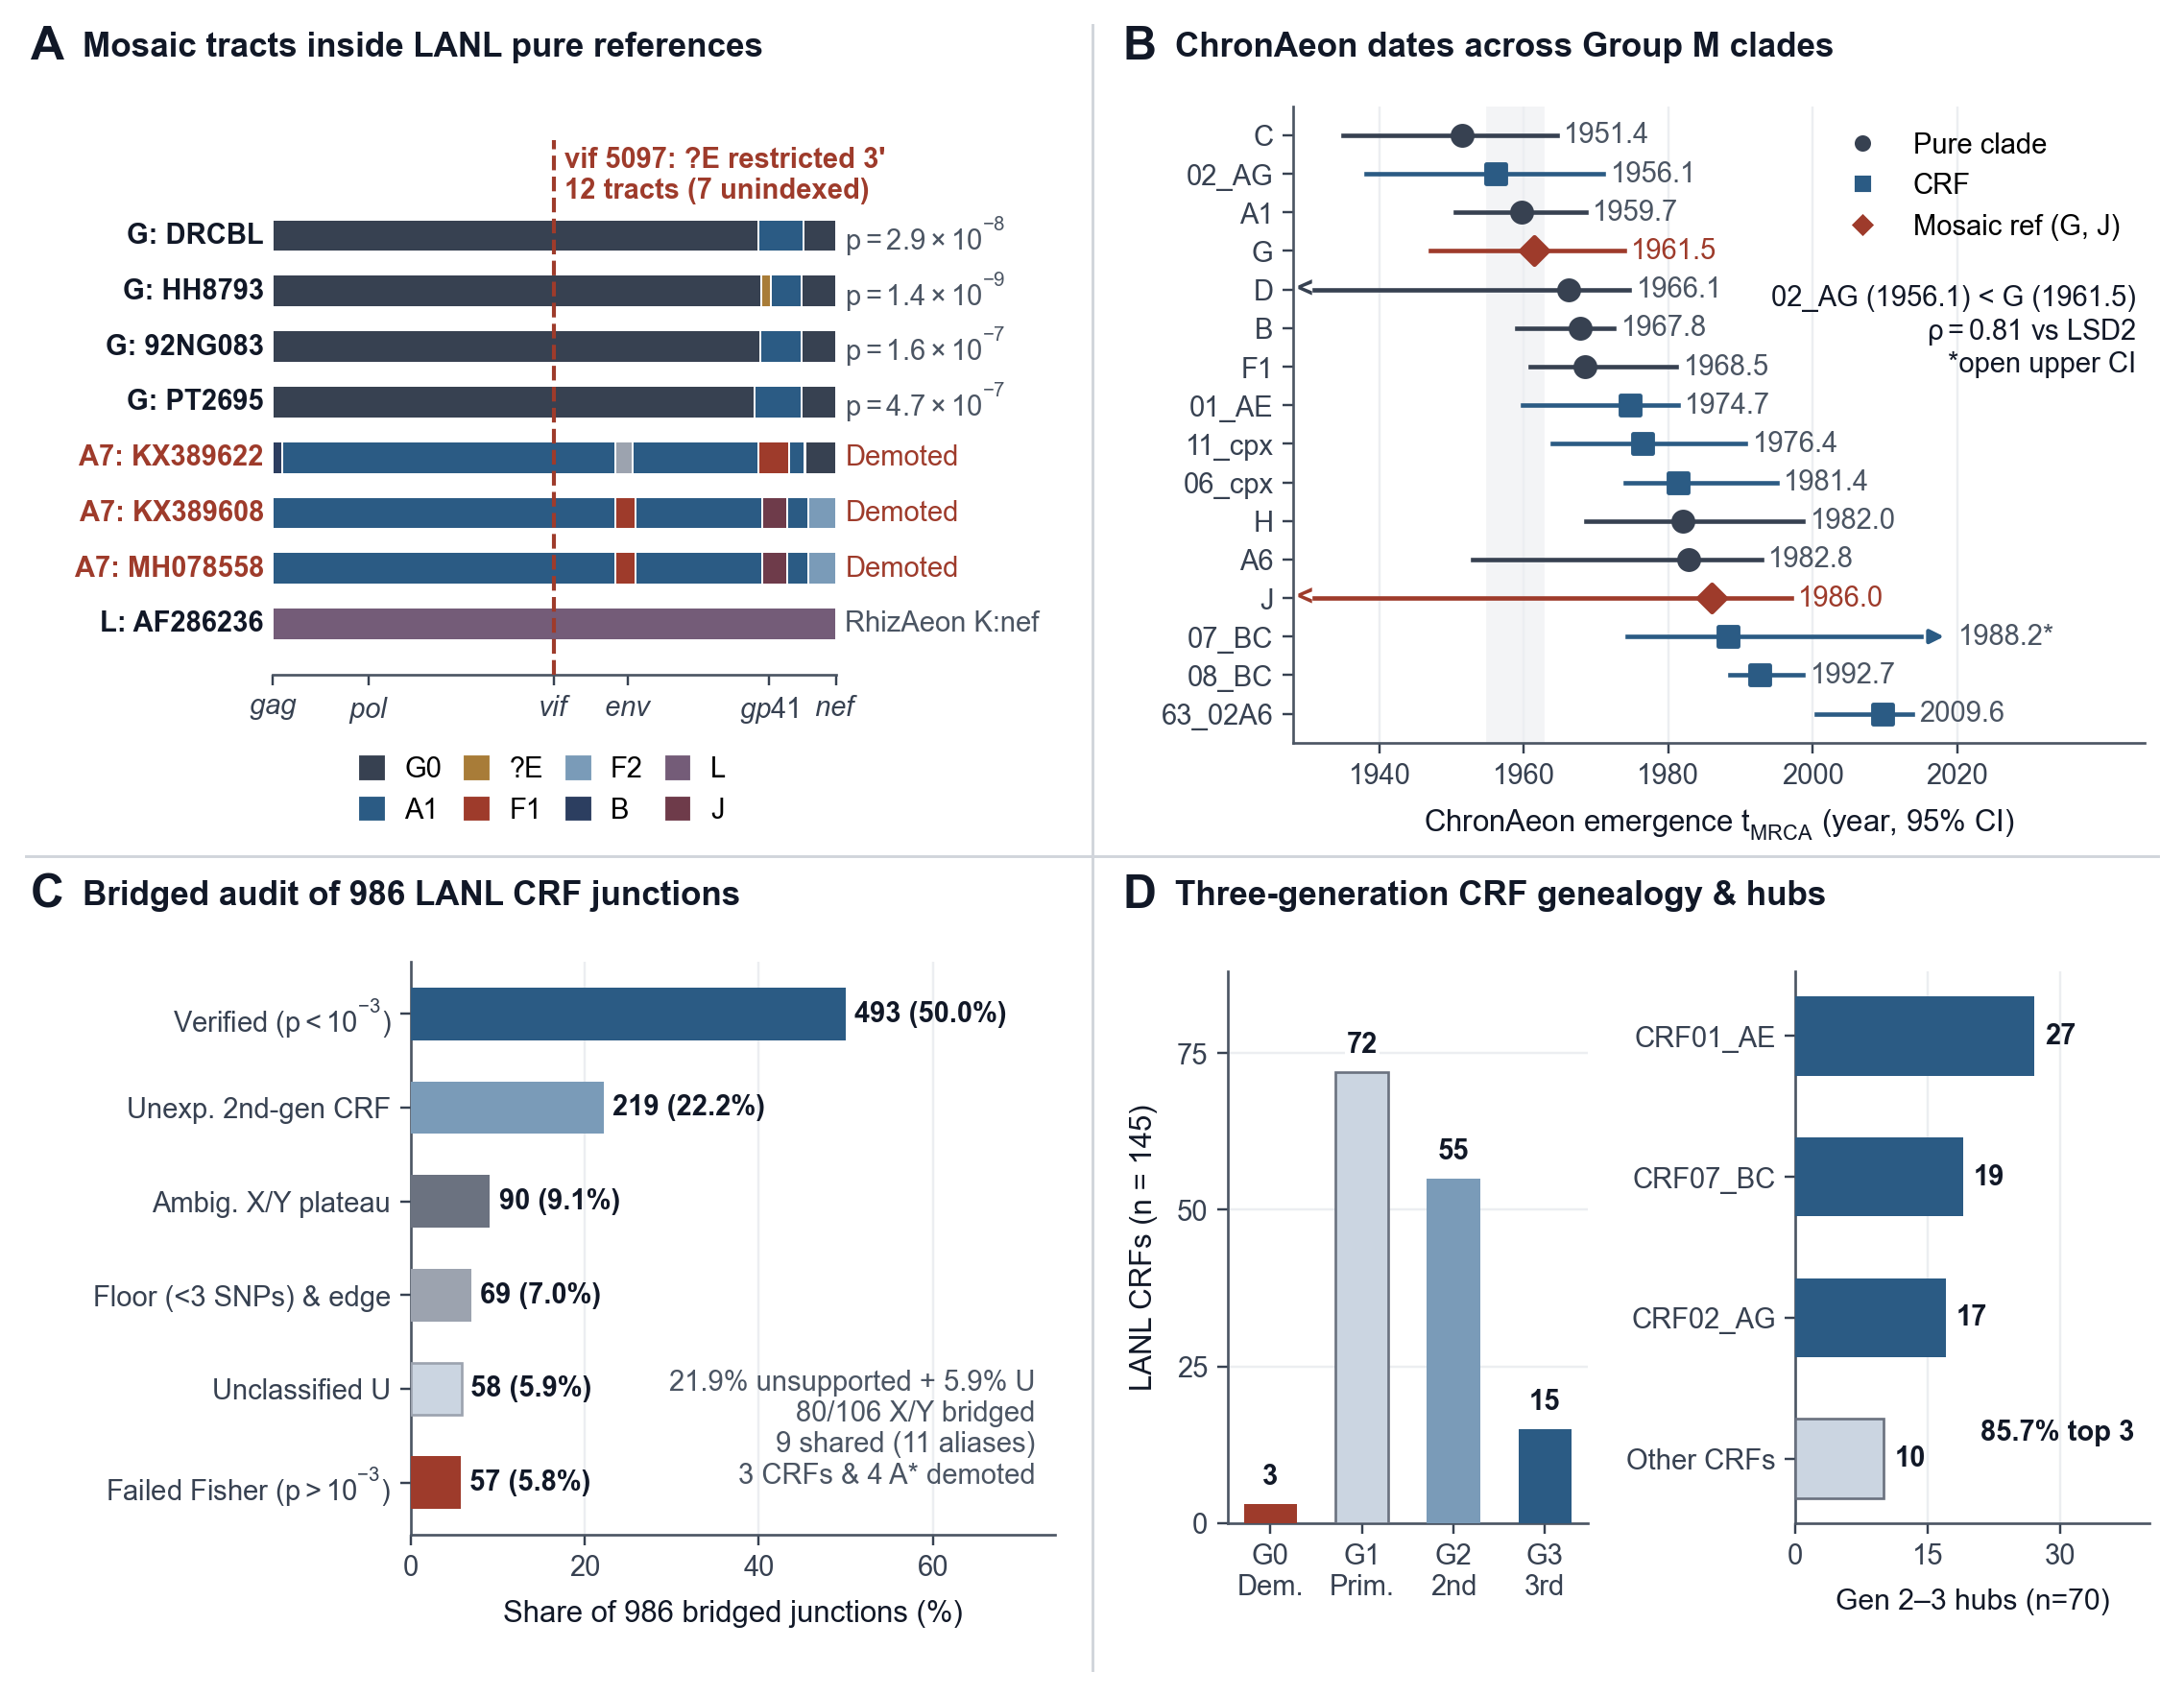 A Mosaic tracts inside LANL pure references
vif 5097: ?E restricted 3'
12 tracts (7 unindexed)
G: DRCBL p = 2.9 × 10⁻⁸
G: HH8793 p = 1.4 × 10⁻⁹
G: 92NG083 p = 1.6 × 10⁻⁷
G: PT2695 p = 4.7 × 10⁻⁷
A7: KX389622 Demoted
A7: KX389608 Demoted
A7: MH078558 Demoted
L: AF286236 RhizAeon K:nef
gag pol vif env gp41 nef
G0 ?E F2 L
A1 F1 B J
B ChronAeon dates across Group M clades
C 1951.4
02_AG 1956.1
A1 1959.7
G 1961.5
D 1966.1
B 1967.8
F1 1968.5
01_AE 1974.7
11_cpx 1976.4
06_cpx 1981.4
H 1982.0
A6 1982.8
J 1986.0
07_BC 1988.2*
08_BC 1992.7
63_02A6 2009.6
Pure clade
CRF
Mosaic ref (G, J)
02_AG (1956.1) < G (1961.5)
ρ = 0.81 vs LSD2
*open upper CI
1940 1960 1980 2000 2020
ChronAeon emergence tMRCA (year, 95% CI)
C Bridged audit of 986 LANL CRF junctions
Verified (p < 10⁻³) 493 (50.0%)
Unexp. 2nd-gen CRF 219 (22.2%)
Ambig. X/Y plateau 90 (9.1%)
Floor (<3 SNPs) & edge 69 (7.0%)
Unclassified U 58 (5.9%)
Failed Fisher (p > 10⁻³) 57 (5.8%)
21.9% unsupported + 5.9% U
80/106 X/Y bridged
9 shared (11 aliases)
3 CRFs & 4 A* demoted
0 20 40 60
Share of 986 bridged junctions (%)
D Three-generation CRF genealogy & hubs
LANL CRFs (n = 145)
75
50
25
0
3
72
55
15
G0 G1 G2 G3
Dem. Prim. 2nd 3rd
CRF01_AE 27
CRF07_BC 19
CRF02_AG 17
Other CRFs 10
85.7% top 3
0 15 30
Gen 2–3 hubs (n=70)